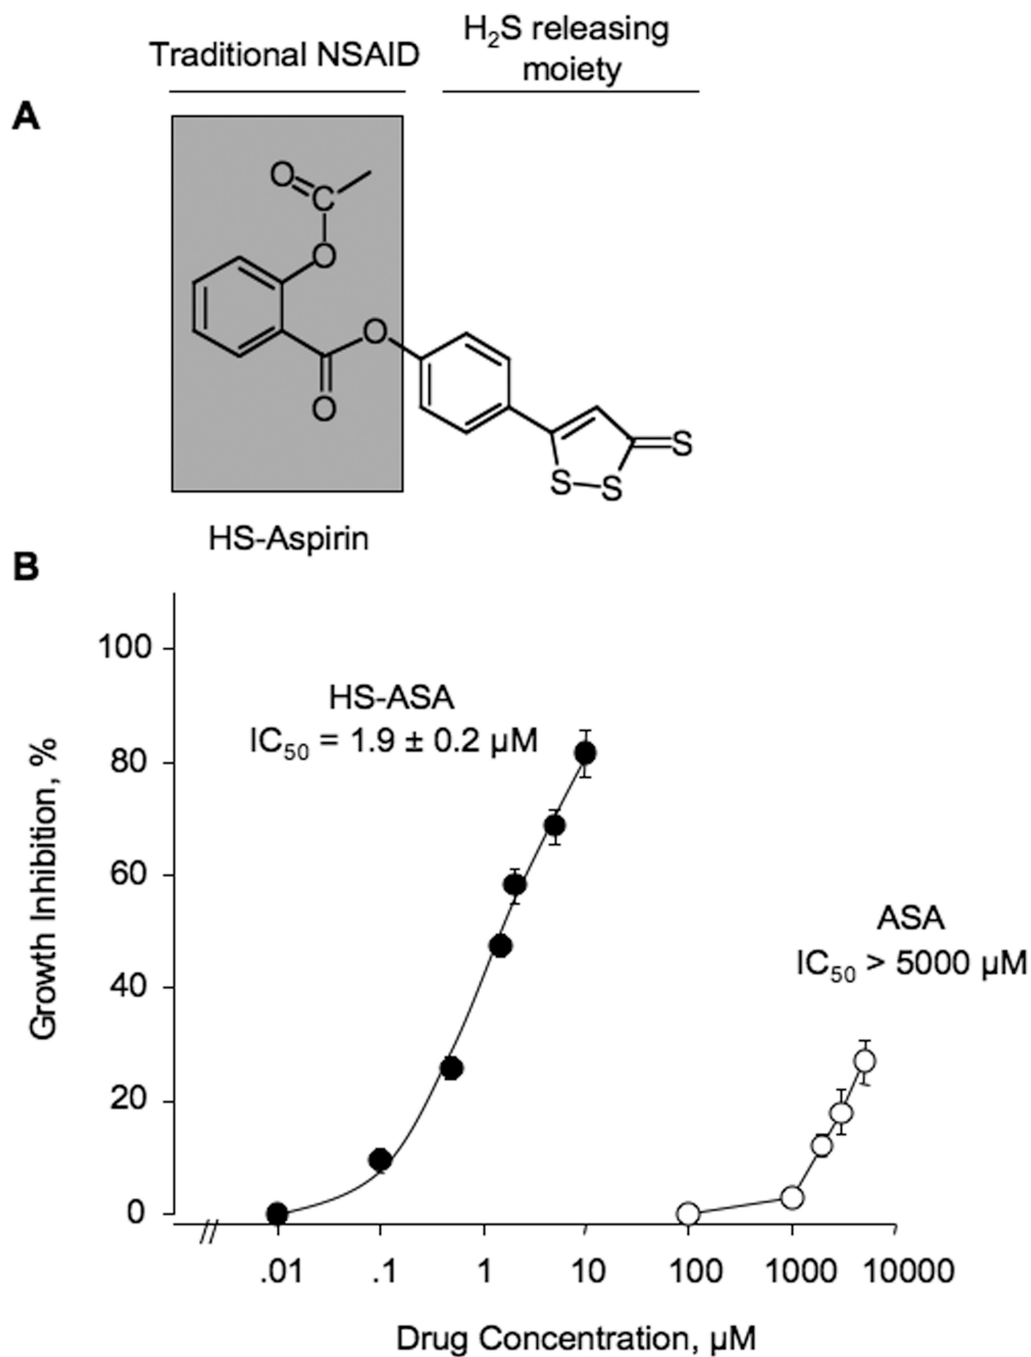 Traditional NSAID
H₂S releasing
moiety
A
O
C
O
O
O
S
S
S
HS-Aspirin
B
100
80
60
40
20
0
Growth Inhibition, %
HS-ASA
IC₅₀ = 1.9 ± 0.2 µM
ASA
IC₅₀ > 5000 µM
.01
.1
1
10
100
1000
10000
Drug Concentration, µM